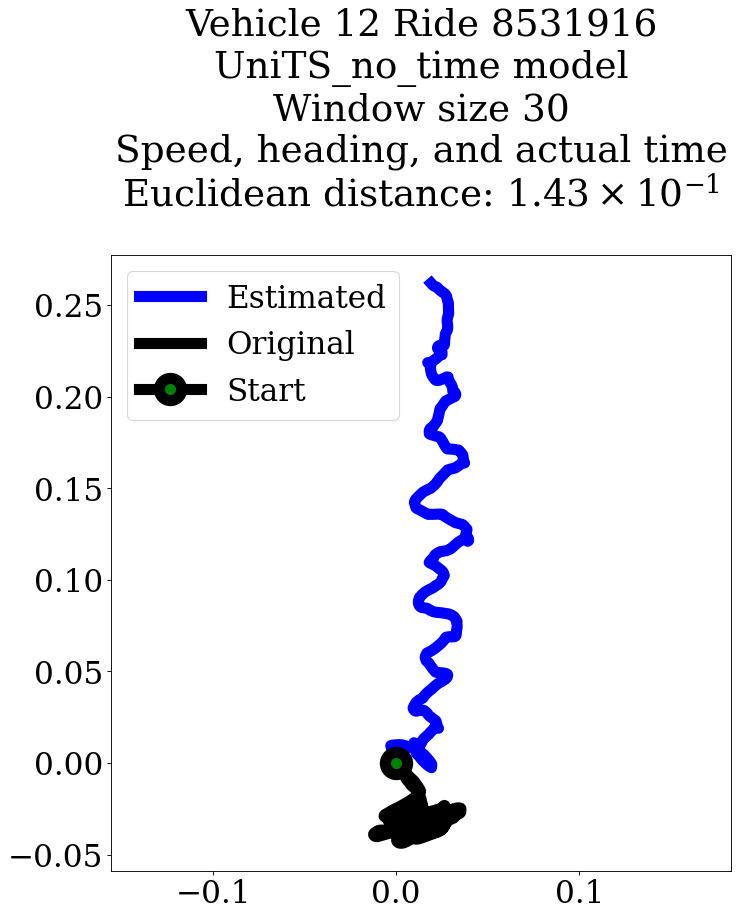 Vehicle 12 Ride 8531916
UniTS_no_time model
Window size 30
Speed, heading, and actual time
Euclidean distance: 1.43 × 10⁻¹
Estimated
Original
Start
0.25
0.20
0.15
0.10
0.05
0.00
−0.05
−0.1
0.0
0.1